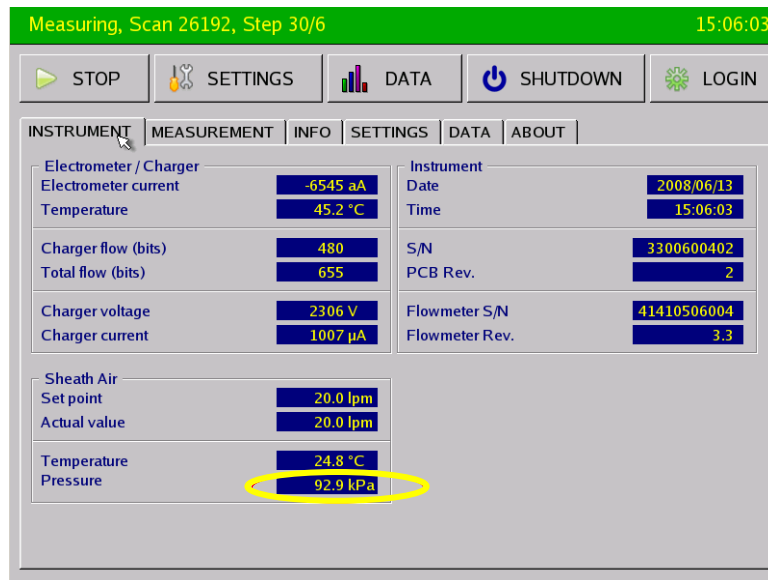 Measuring, Scan 26192, Step 30/6 15:06:03
STOP SETTINGS DATA SHUTDOWN LOGIN
INSTRUMENT MEASUREMENT INFO SETTINGS DATA ABOUT
Electrometer / Charger
Electrometer current -6545 aA
Temperature 45.2 °C
Charger flow (bits) 480
Total flow (bits) 655
Charger voltage 2306 V
Charger current 1007 µA
Instrument
Date 2008/06/13
Time 15:06:03
S/N 3300600402
PCB Rev. 2
Flowmeter S/N 41410506004
Flowmeter Rev. 3.3
Sheath Air
Set point 20.0 lpm
Actual value 20.0 lpm
Temperature 24.8 °C
Pressure 92.9 kPa